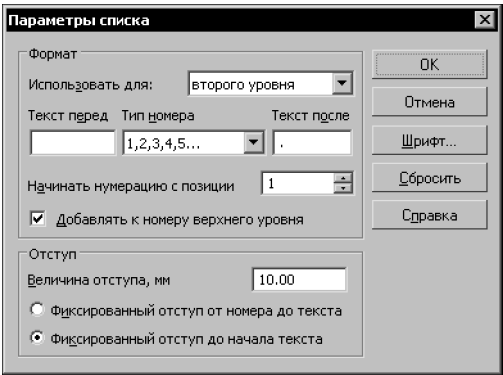 Параметры списка
Формат
Использовать для: второго уровня
Текст перед Тип номера Текст после
1,2,3,4,5... .
Начинать нумерацию с позиции 1
Добавлять к номеру верхнего уровня
Отступ
Величина отступа, мм 10.00
Фиксированный отступ от номера до текста
Фиксированный отступ до начала текста
OK
Отмена
Шрифт...
Сбросить
Справка